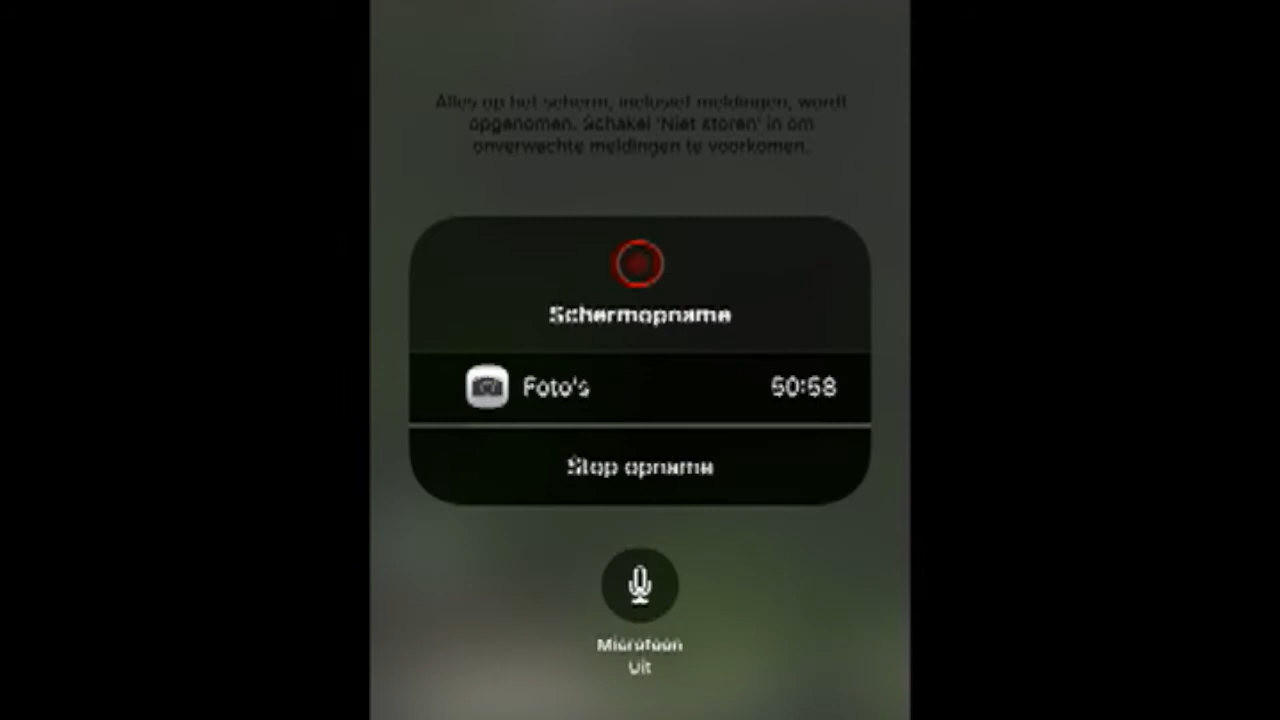 Alles op het scherm, inclusief meldingen, wordt
opgenomen. Schakel 'Niet storen' in om
onverwachte meldingen te voorkomen.
Schermopname
Foto's 50:58
Stop opname
Microfoon
Uit